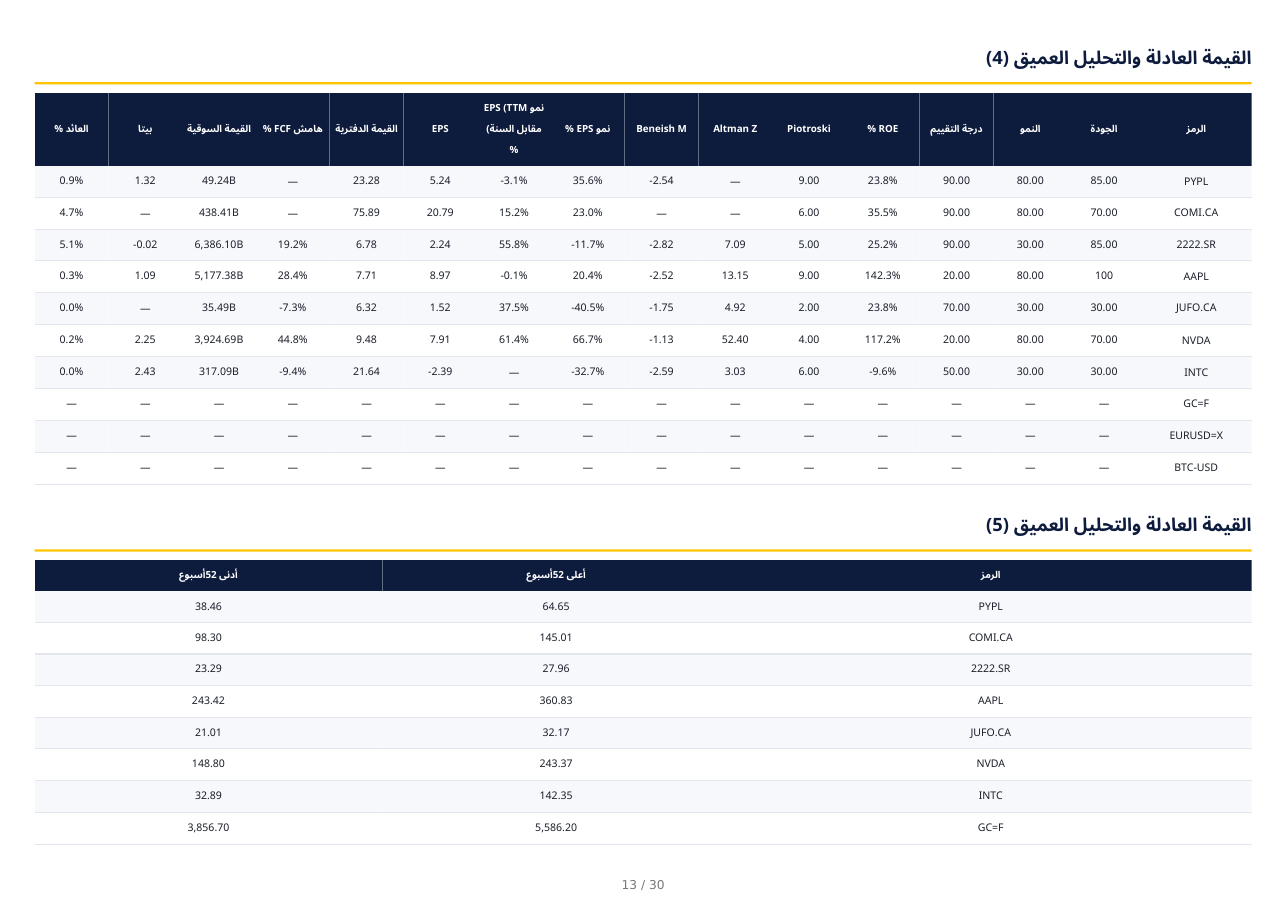 القيمة العادلة والتحليل العميق (4)
الرمز الجودة النمو درجة التقييم ROE % Piotroski Altman Z Beneish M نمو EPS % نمو EPS (TTM مقابل السنة) % EPS القيمة الدفترية هامش FCF % القيمة السوقية بيتا العائد %
PYPL 85.00 80.00 90.00 23.8% 9.00 — -2.54 35.6% -3.1% 5.24 23.28 — 49.24B 1.32 0.9%
COMI.CA 70.00 80.00 90.00 35.5% 6.00 — — 23.0% 15.2% 20.79 75.89 — 438.41B — 4.7%
2222.SR 85.00 30.00 90.00 25.2% 5.00 7.09 -2.82 -11.7% 55.8% 2.24 6.78 19.2% 6,386.10B -0.02 5.1%
AAPL 100 80.00 20.00 142.3% 9.00 13.15 -2.52 20.4% -0.1% 8.97 7.71 28.4% 5,177.38B 1.09 0.3%
JUFO.CA 30.00 30.00 70.00 23.8% 2.00 4.92 -1.75 -40.5% 37.5% 1.52 6.32 -7.3% 35.49B — 0.0%
NVDA 70.00 80.00 20.00 117.2% 4.00 52.40 -1.13 66.7% 61.4% 7.91 9.48 44.8% 3,924.69B 2.25 0.2%
INTC 30.00 30.00 50.00 -9.6% 6.00 3.03 -2.59 -32.7% — -2.39 21.64 -9.4% 317.09B 2.43 0.0%
GC=F — — — — — — — — — — — — — — —
EURUSD=X — — — — — — — — — — — — — — —
BTC-USD — — — — — — — — — — — — — — —
القيمة العادلة والتحليل العميق (5)
الرمز أعلى 52أسبوع أدنى 52أسبوع
PYPL 64.65 38.46
COMI.CA 145.01 98.30
2222.SR 27.96 23.29
AAPL 360.83 243.42
JUFO.CA 32.17 21.01
NVDA 243.37 148.80
INTC 142.35 32.89
GC=F 5,586.20 3,856.70
13 / 30